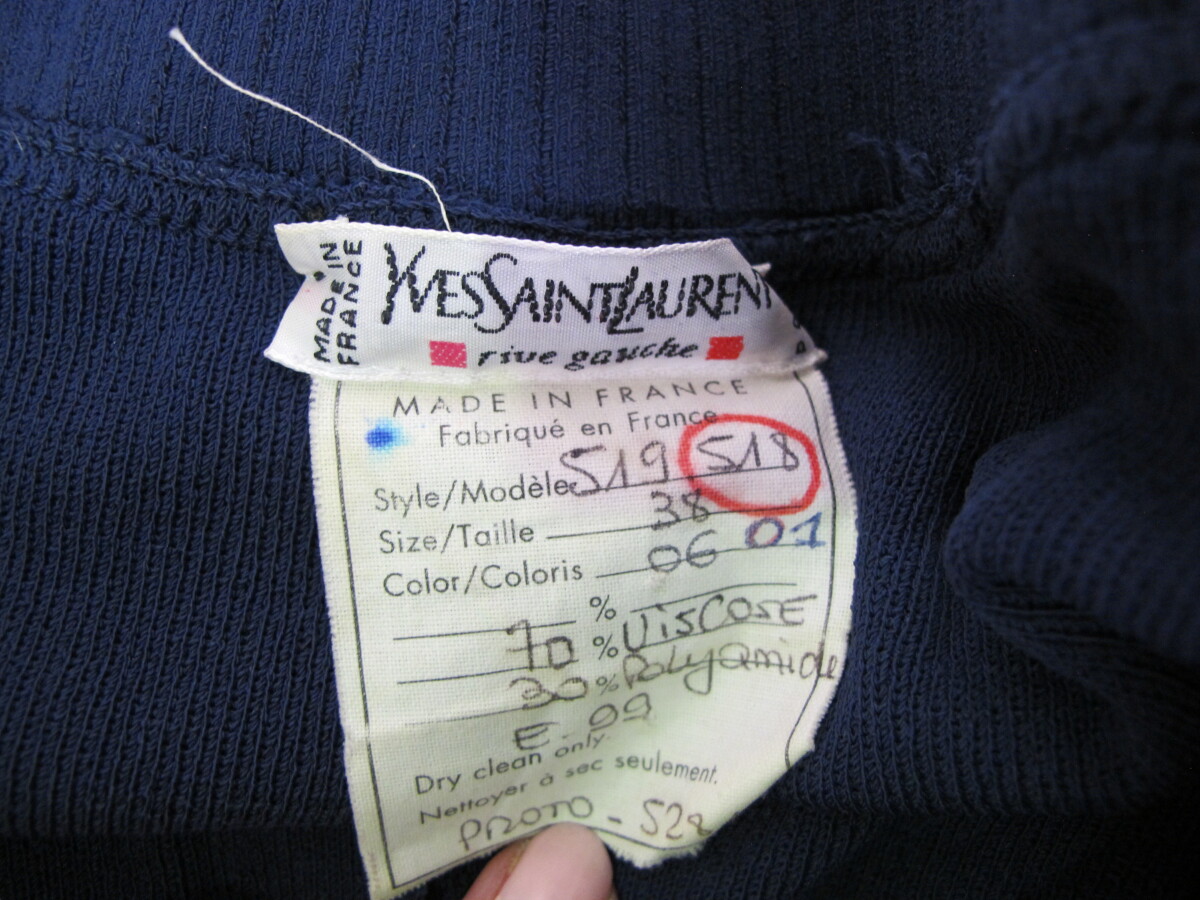 MADE IN
FRANCE
YVES SAINT LAURENT
rive gauche
MADE IN FRANCE
Fabriqué en France
Style/Modèle S19 S18
Size/Taille 38
Color/Coloris 06 01
%
70 % VISCOSE
30 % Polyamide
E.99
Dry clean only.
Nettoyer à sec seulement.
PROTO - S28